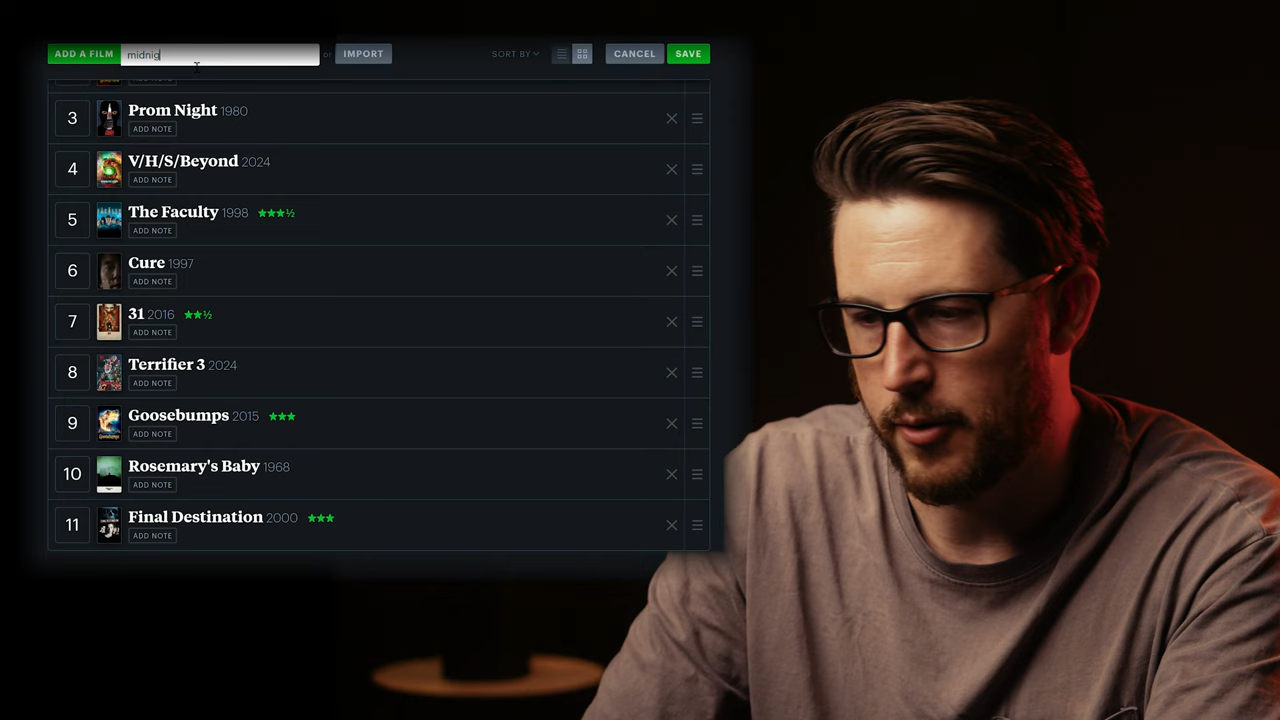 ADD A FILM midnig or IMPORT SORT BY CANCEL SAVE
3 Prom Night 1980
ADD NOTE
4 V/H/S/Beyond 2024
ADD NOTE
5 The Faculty 1998 ★★★½
ADD NOTE
6 Cure 1997
ADD NOTE
7 31 2016 ★★½
ADD NOTE
8 Terrifier 3 2024
ADD NOTE
9 Goosebumps 2015 ★★★
ADD NOTE
10 Rosemary's Baby 1968
ADD NOTE
11 Final Destination 2000 ★★★
ADD NOTE